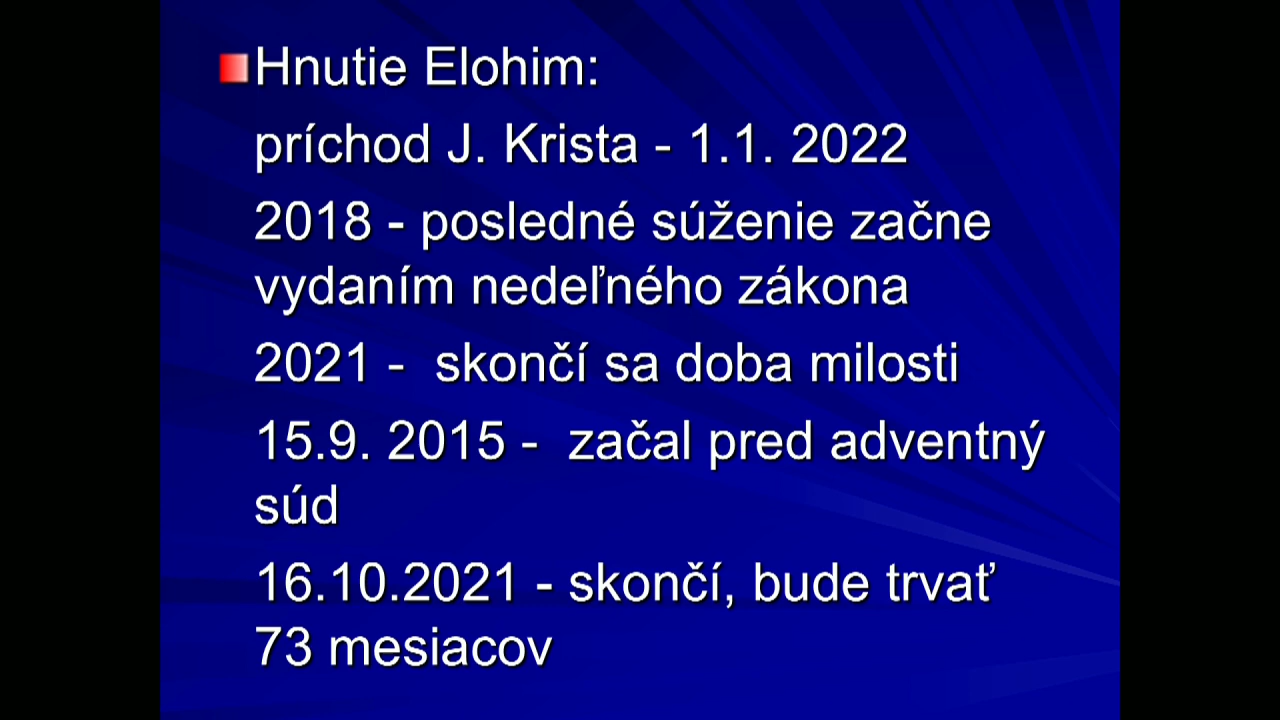 Hnutie Elohim:
príchod J. Krista - 1.1. 2022
2018 - posledné súženie začne
vydaním nedeľného zákona
2021 -  skončí sa doba milosti
15.9. 2015 -  začal pred adventný
súd
16.10.2021 - skončí, bude trvať
73 mesiacov